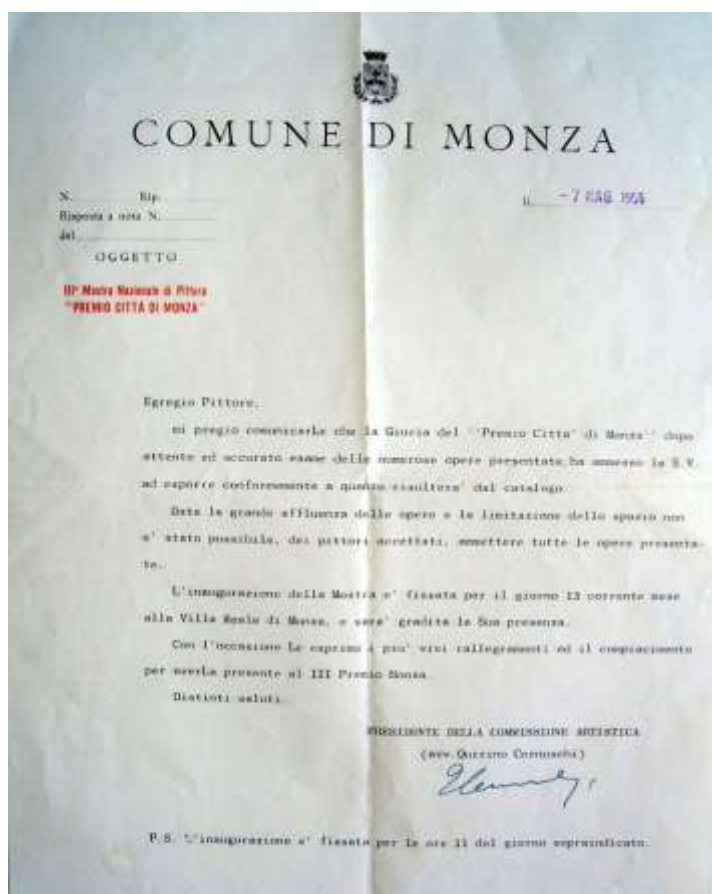 COMUNE DI MONZA
N. Rip.
Risposta a nota N.
del
li -7 1954
OGGETTO
IIIª Mostra Nazionale di Pittura
"PREMIO CITTÀ DI MONZA"
Egregio Pittore,
mi pregio comunicarLe che la Giuria del ''Premio Citta' di Monza'' dopo
attento ed accurato esame delle numerose opere presentate, ha ammesso la S.V.
ad esporre conformemente a quanto risultera' dal catalogo.
Data la grande affluenza delle opere e la limitazione dello spazio non
e' stato possibile, dei pittori accettati, ammettere tutte le opere presenta-
te.
L'inaugurazione della Mostra e' fissata per il giorno 13 corrente mese
alla Villa Reale di Monza, e sara' gradita la Sua presenza.
Con l'occasione Le esprimo i piu' vivi rallegramenti ed il compiacimento
per averLa presente al III Premio Monza.
Distinti saluti.
PRESIDENTE DELLA COMMISSIONE ARTISTICA
(avv. Quirino)
P.S. L'inaugurazione e' fissata per le ore 11 del giorno sopraindicato.